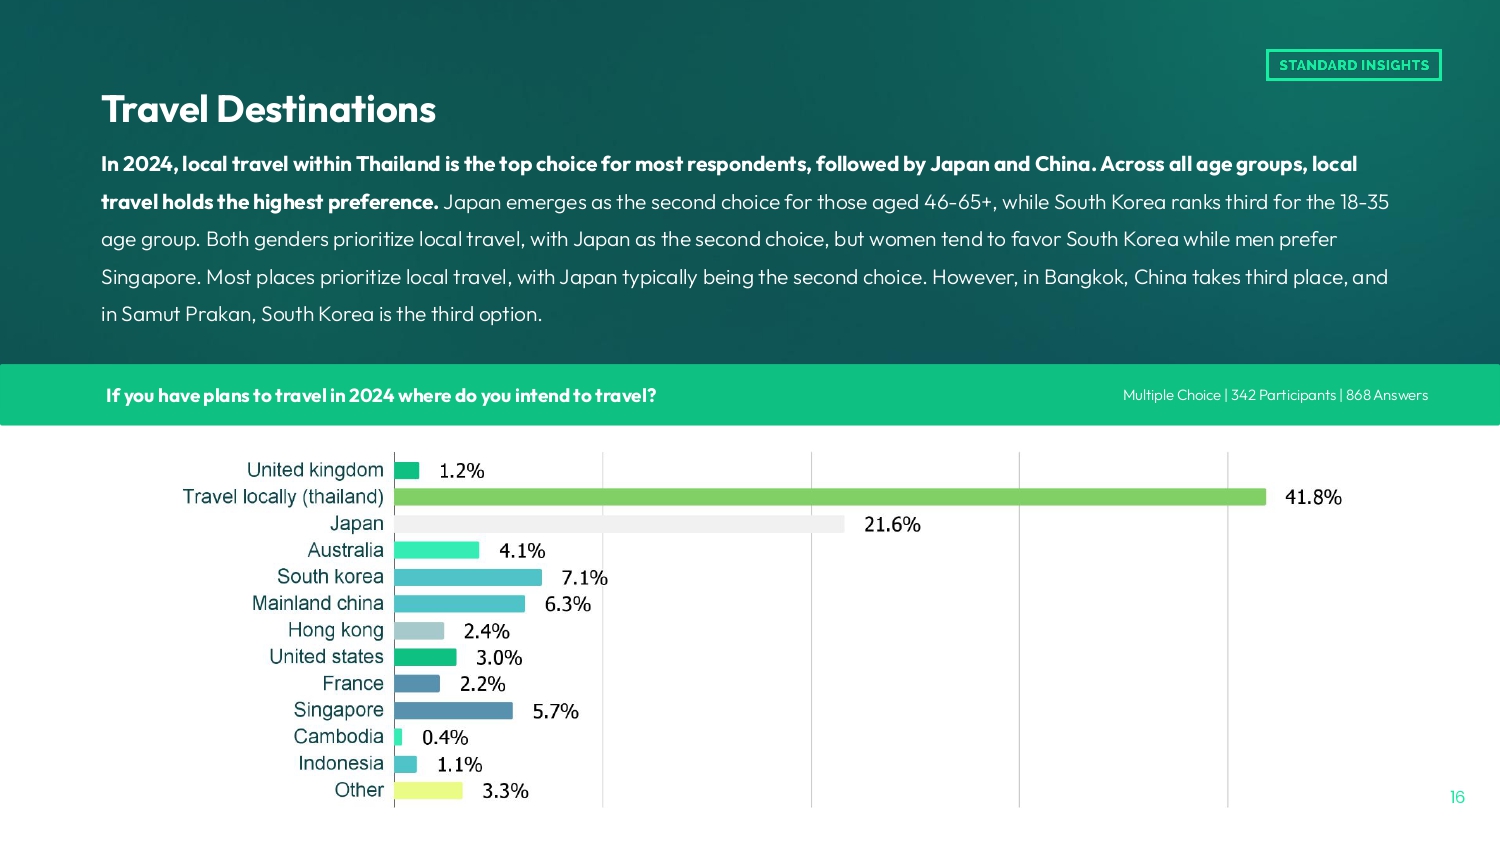 STANDARD INSIGHTS
Travel Destinations
In 2024, local travel within Thailand is the top choice for most respondents, followed by Japan and China. Across all age groups, local
travel holds the highest preference. Japan emerges as the second choice for those aged 46-65+, while South Korea ranks third for the 18-35
age group. Both genders prioritize local travel, with Japan as the second choice, but women tend to favor South Korea while men prefer
Singapore. Most places prioritize local travel, with Japan typically being the second choice. However, in Bangkok, China takes third place, and
in Samut Prakan, South Korea is the third option.
If you have plans to travel in 2024 where do you intend to travel?
Multiple Choice | 342 Participants | 868 Answers
United kingdom 1.2%
Travel locally (thailand) 41.8%
Japan 21.6%
Australia 4.1%
South korea 7.1%
Mainland china 6.3%
Hong kong 2.4%
United states 3.0%
France 2.2%
Singapore 5.7%
Cambodia 0.4%
Indonesia 1.1%
Other 3.3%
16